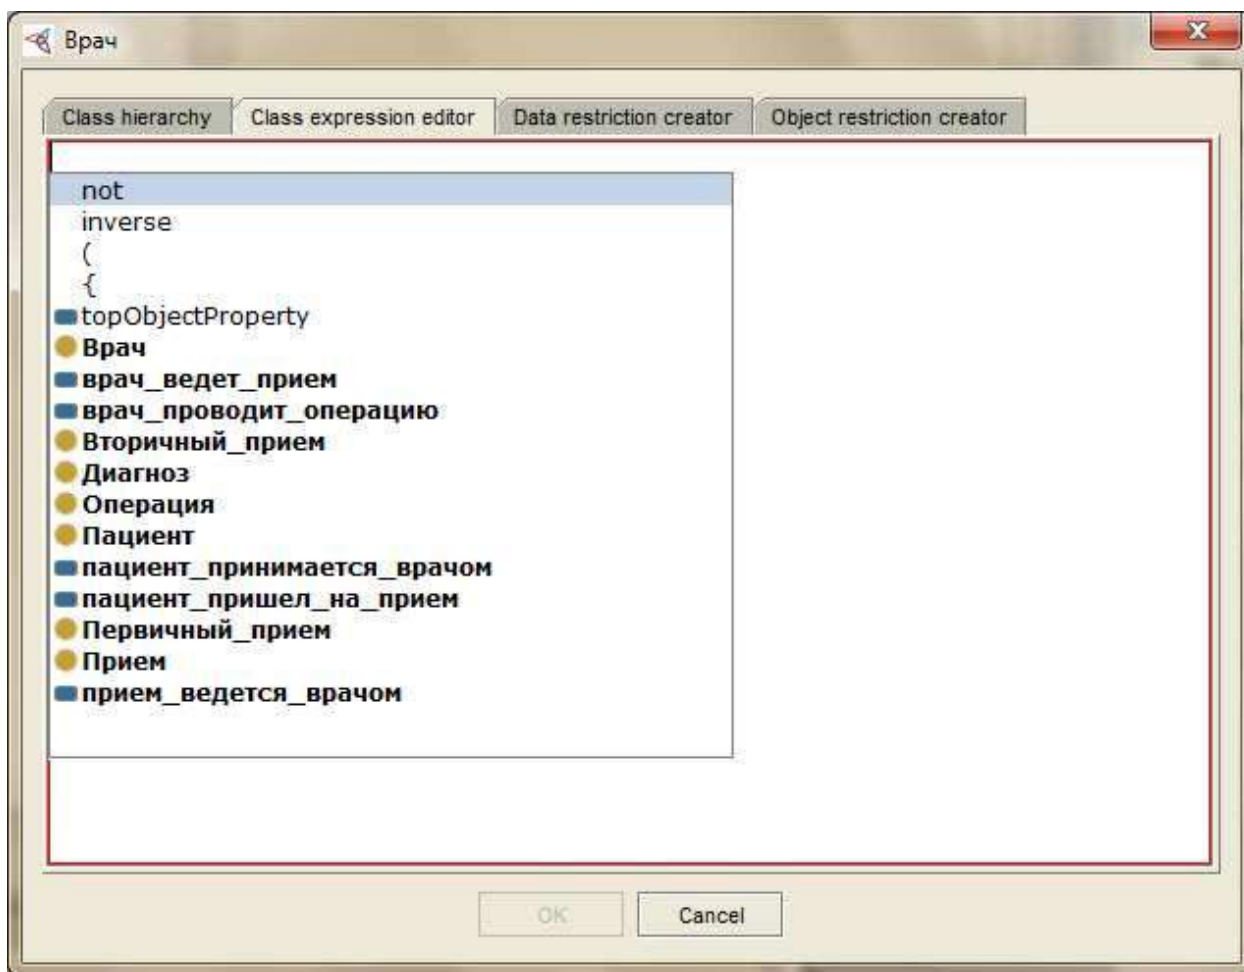 Врач
Class hierarchy Class expression editor Data restriction creator Object restriction creator
not
inverse
(
{
topObjectProperty
Врач
врач_ведет_прием
врач_проводит_операцию
Вторичный_прием
Диагноз
Операция
Пациент
пациент_принимается_врачом
пациент_пришел_на_прием
Первичный_прием
Прием
прием_ведется_врачом
OK Cancel